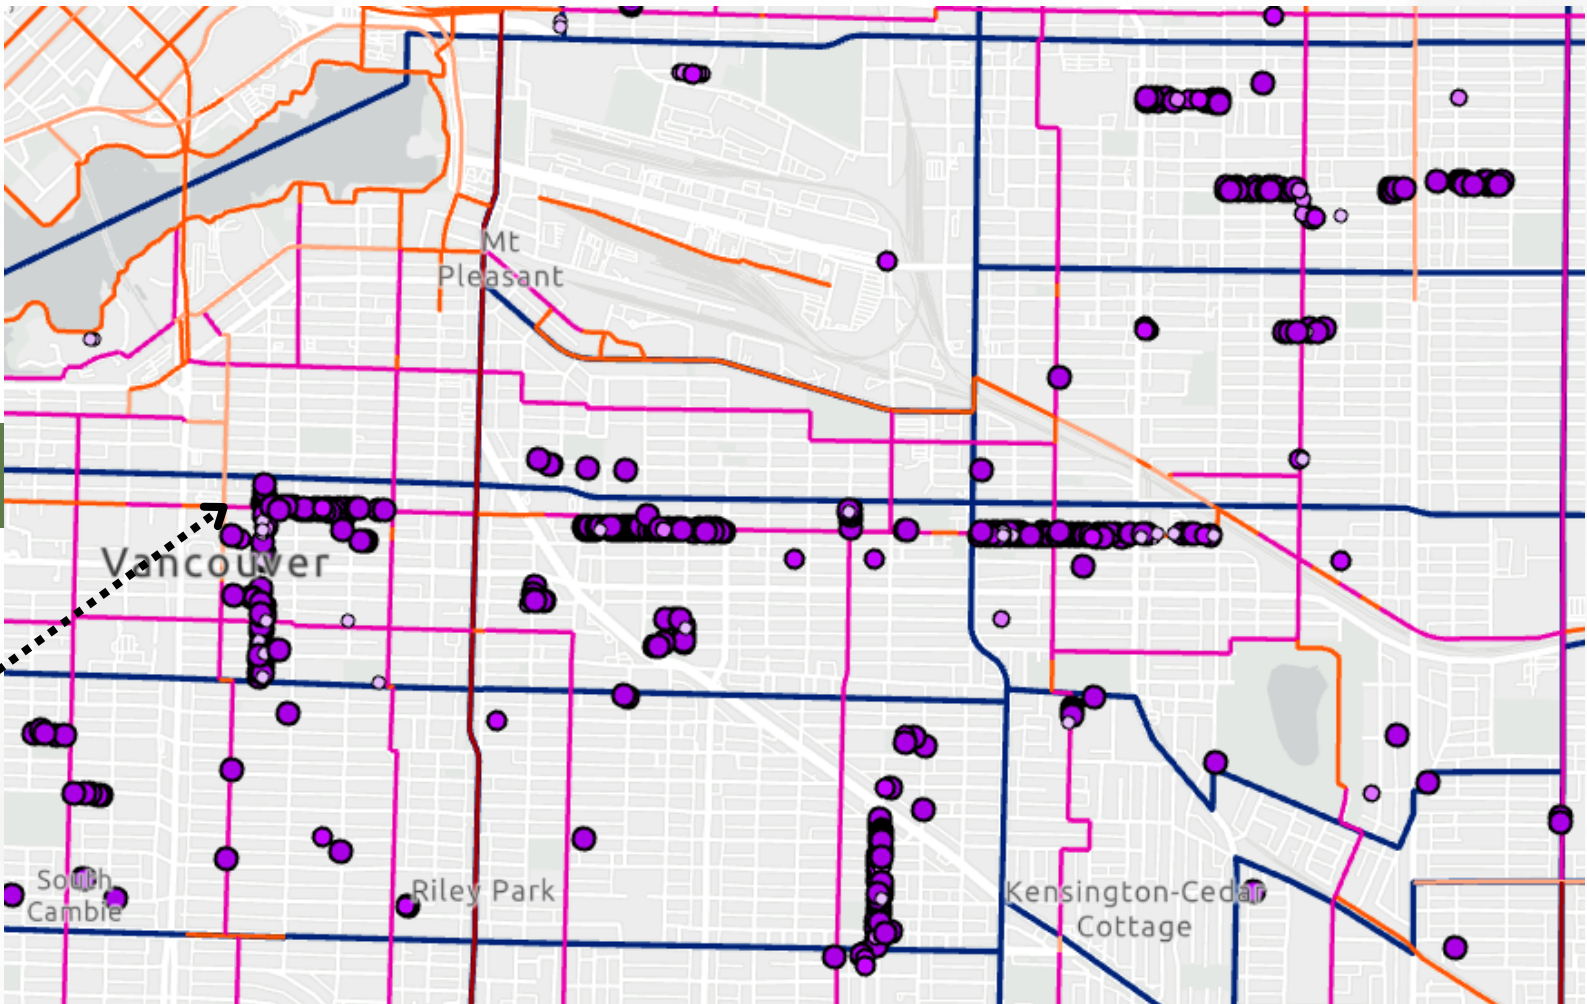 Mt
Pleasant
Vancouver
South
Cambie
Riley Park
Kensington-Cedar
Cottage